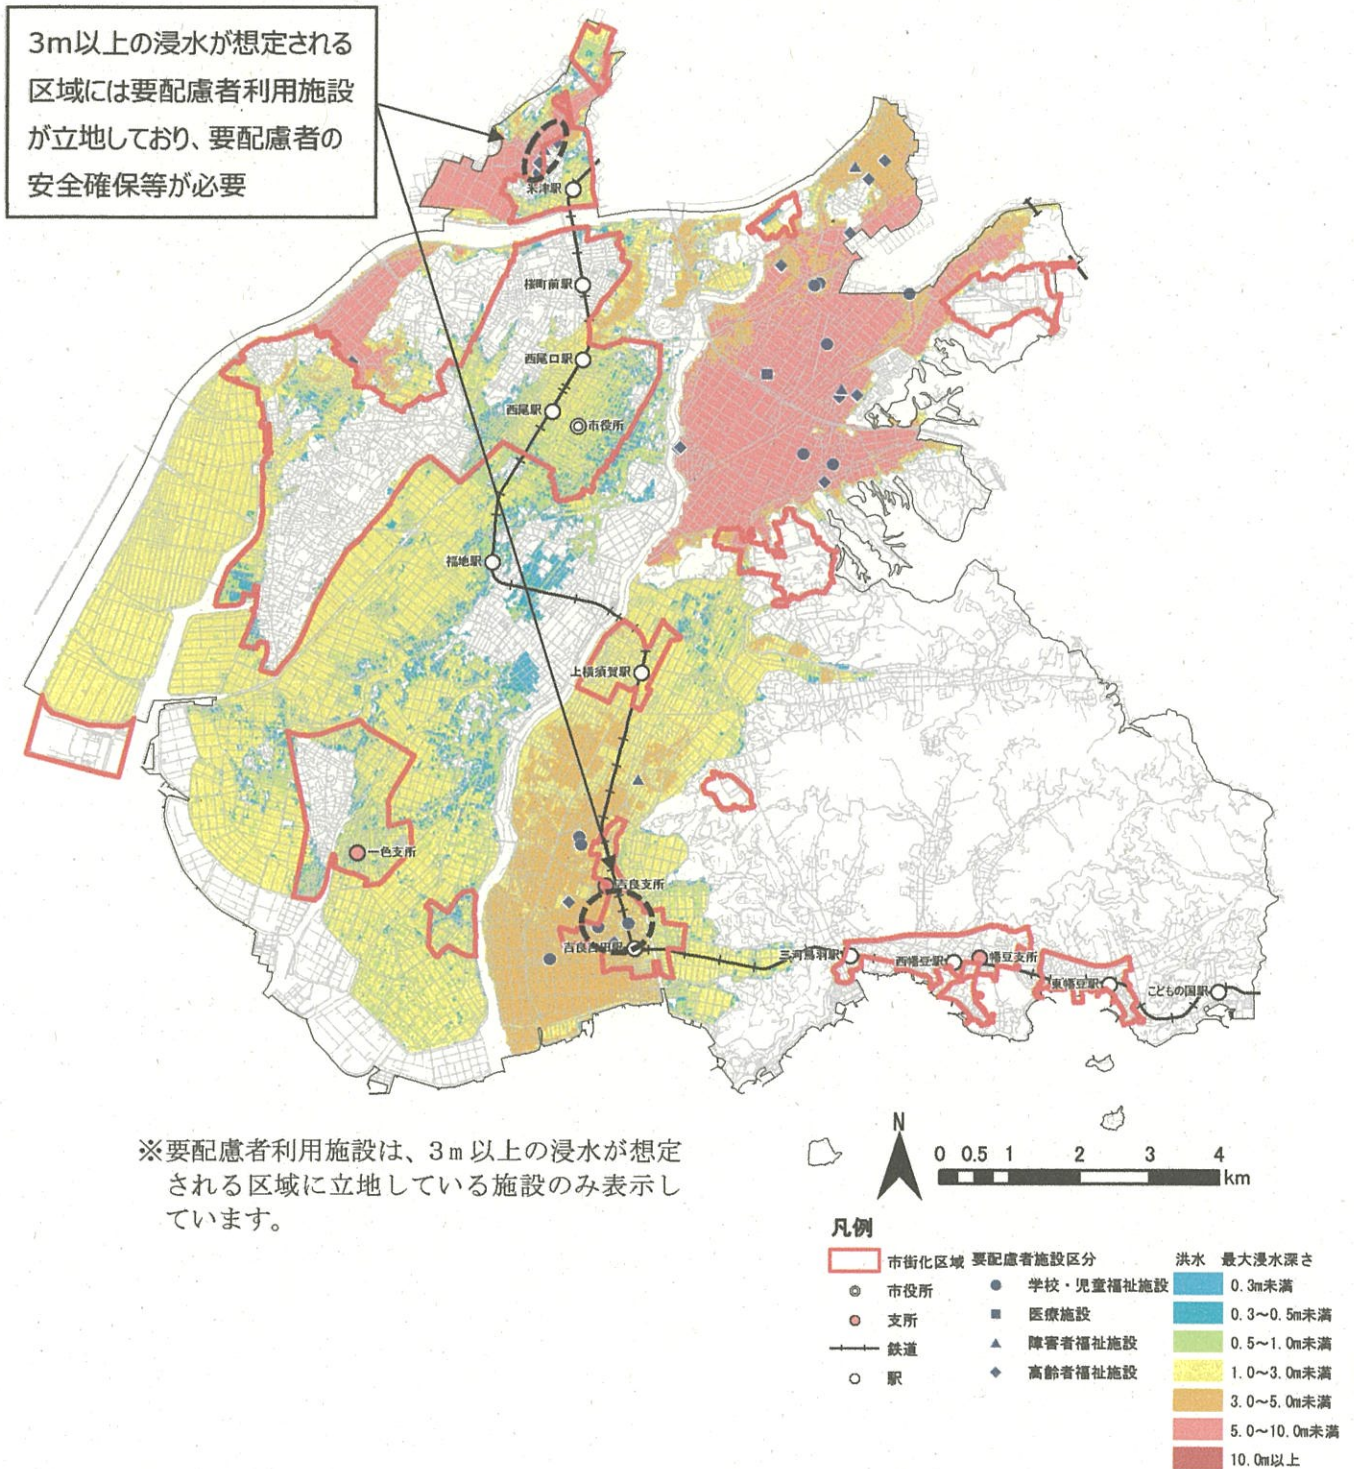 3m以上の浸水が想定される
区域には要配慮者利用施設
が立地しており、要配慮者の
安全確保等が必要
米津駅
桜町前駅
西尾口駅
西尾駅
市役所
福地駅
上横須賀駅
一色支所
吉良支所
吉良吉田駅
三河鳥羽駅
西幡豆駅
幡豆支所
東幡豆駅
こどもの国駅
※要配慮者利用施設は、3m以上の浸水が想定
される区域に立地している施設のみ表示し
ています。
N
0 0.5 1 2 3 4
km
凡例
市街化区域
市役所
支所
鉄道
駅
要配慮者施設区分
学校・児童福祉施設
医療施設
障害者福祉施設
高齢者福祉施設
洪水 最大浸水深さ
0.3m未満
0.3~0.5m未満
0.5~1.0m未満
1.0~3.0m未満
3.0~5.0m未満
5.0~10.0m未満
10.0m以上